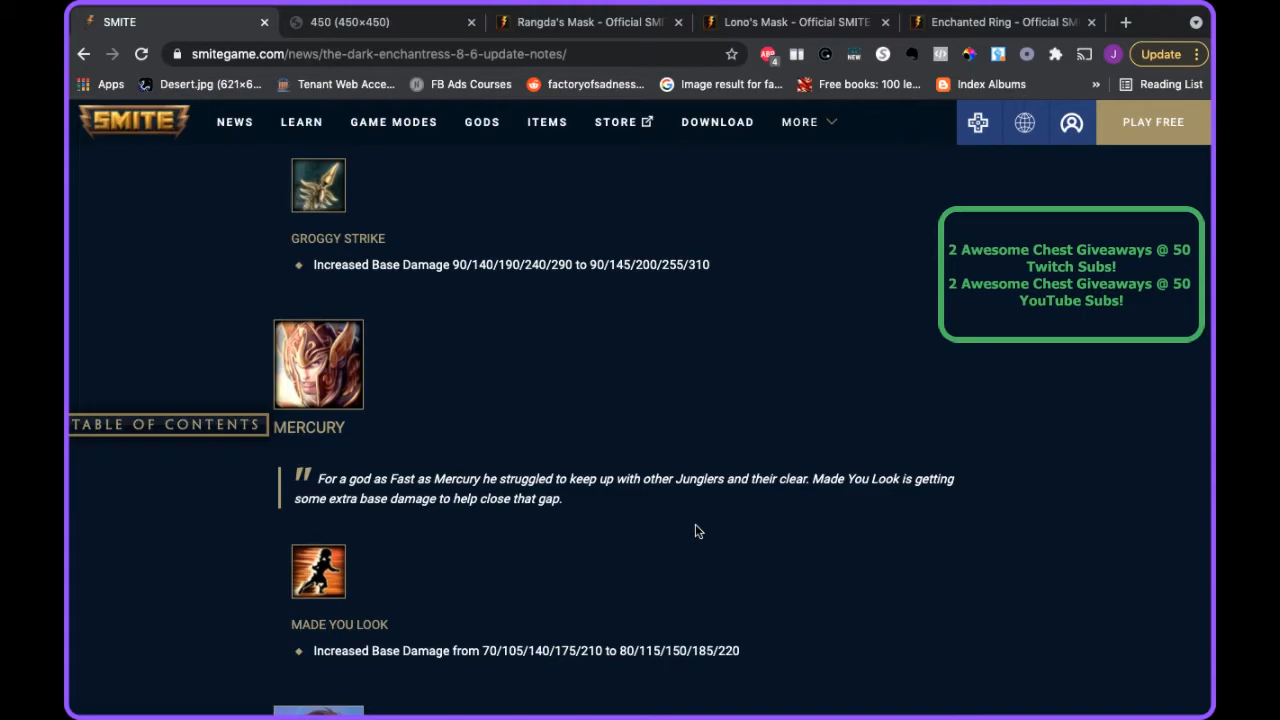 SMITE
450 (450×450)
Rangda's Mask - Official SMI
Lono's Mask - Official SMITE
Enchanted Ring - Official SM
smitegame.com/news/the-dark-enchantress-8-6-update-notes/
ABP
4
NEW
J
Update
Apps
Desert.jpg (621×6...
Tenant Web Acce...
FB Ads Courses
factoryofsadness...
Image result for fa...
Free books: 100 le...
Index Albums
»
Reading List
SMITE
NEWS
LEARN
GAME MODES
GODS
ITEMS
STORE
DOWNLOAD
MORE
PLAY FREE
GROGGY STRIKE
Increased Base Damage 90/140/190/240/290 to 90/145/200/255/310
2 Awesome Chest Giveaways @ 50
Twitch Subs!
2 Awesome Chest Giveaways @ 50
YouTube Subs!
TABLE OF CONTENTS
MERCURY
" For a god as Fast as Mercury he struggled to keep up with other Junglers and their clear. Made You Look is getting
some extra base damage to help close that gap.
MADE YOU LOOK
Increased Base Damage from 70/105/140/175/210 to 80/115/150/185/220